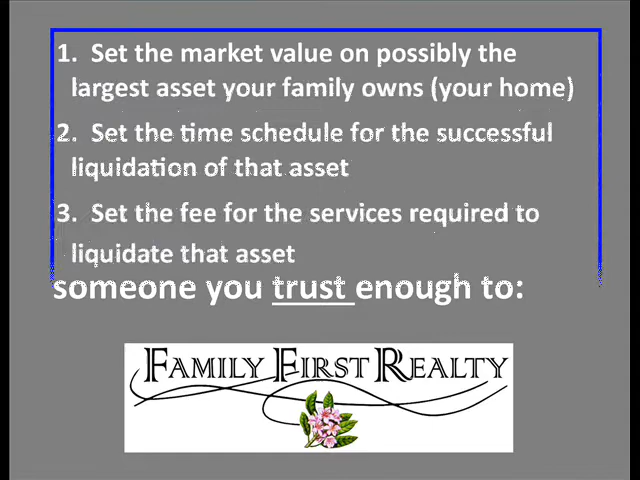 1. Set the market value on possibly the
largest asset your family owns (your home)
2. Set the time schedule for the successful
liquidation of that asset
3. Set the fee for the services required to
liquidate that asset
someone you trust enough to:
FAMILY FIRST REALTY